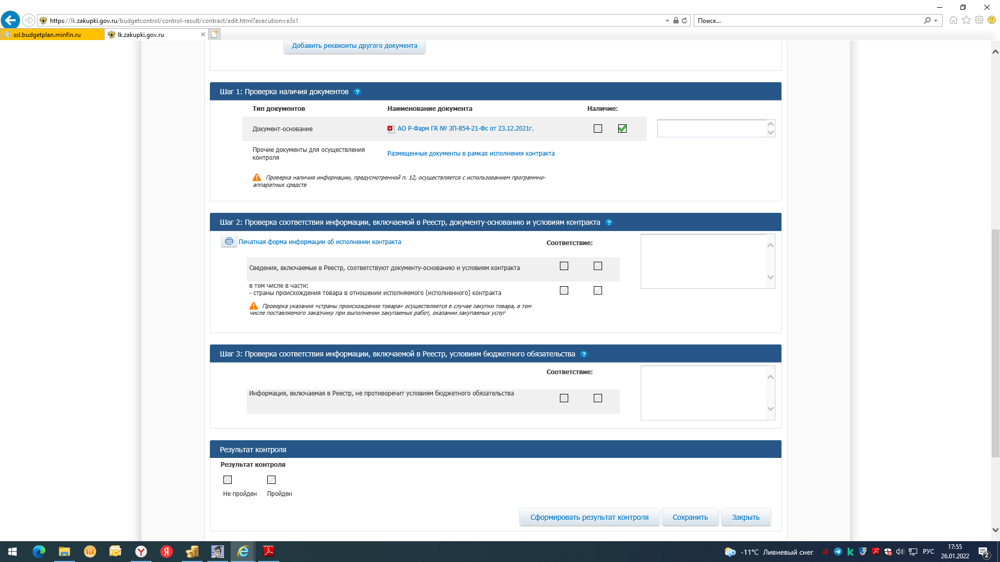 https://lk.zakupki.gov.ru/budgetcontrol/control-result/contract/edit.html?execution=e3s1
Поиск...
ssl.budgetplan.minfin.ru
lk.zakupki.gov.ru
Добавить реквизиты другого документа
Шаг 1: Проверка наличия документов ?
Тип документов
Наименование документа
Наличие:
Документ-основание
АО Р-Фарм ГК № ЗП-854-21-Фс от 23.12.2021г.
Прочие документы для осуществления
контроля
Размещенные документы в рамках исполнения контракта
Проверка наличия информации, предусмотренной п. 12, осуществляется с использованием программно-
аппаратных средств
Шаг 2: Проверка соответствия информации, включаемой в Реестр, документу-основанию и условиям контракта ?
Печатная форма информации об исполнении контракта
Соответствие:
Сведения, включаемые в Реестр, соответствуют документу-основанию и условиям контракта
в том числе в части:
- страны происхождения товара в отношении исполняемого (исполненного) контракта
Проверка указания «страны происхождения товара» осуществляется в случае закупки товара, в том
числе поставляемого заказчику при выполнении закупаемых работ, оказании закупаемых услуг
Шаг 3: Проверка соответствия информации, включаемой в Реестр, условиям бюджетного обязательства ?
Соответствие:
Информация, включаемая в Реестр, не противоречит условиям бюджетного обязательства
Результат контроля
Результат контроля
Не пройден
Пройден
Сформировать результат контроля
Сохранить
Закрыть
-11°C Ливневый снег
РУС
17:55
26.01.2022
2